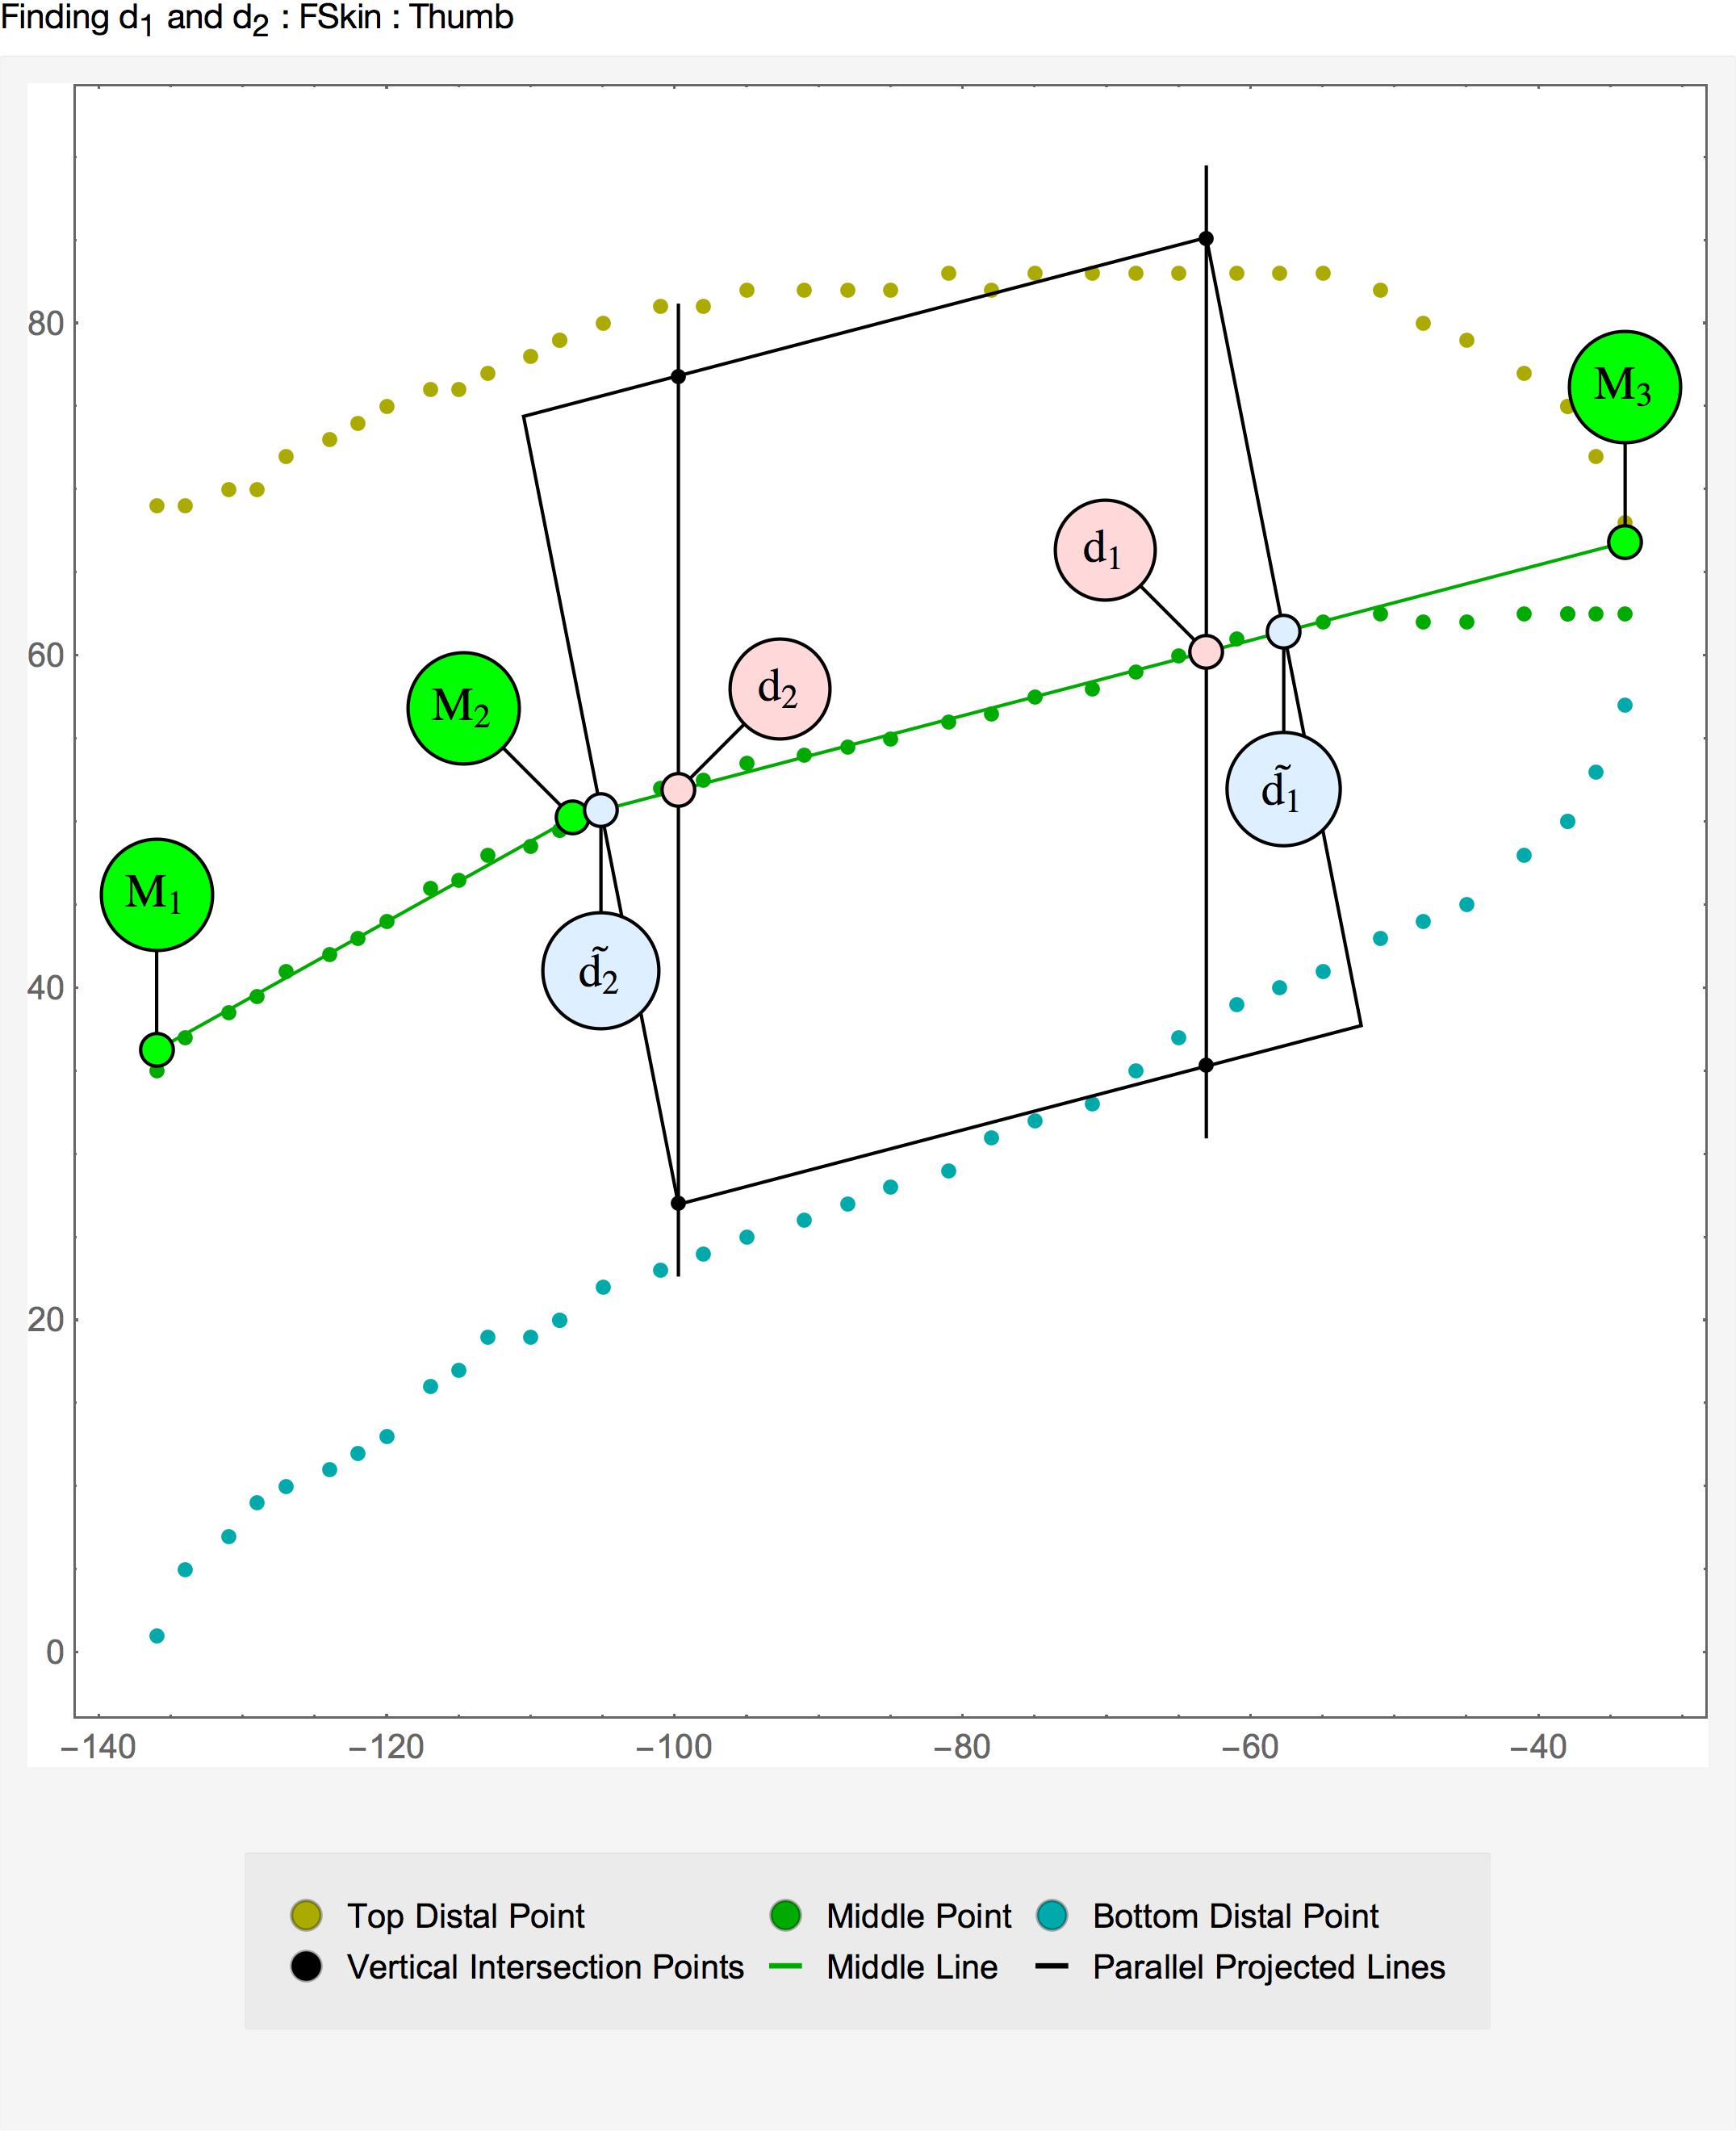 Finding d₁ and d₂ : FSkin : Thumb
80
M₃
d₁
60
d₂
M₂
d̃₁
M₁
d̃₂
40
20
0
−140 −120 −100 −80 −60 −40
Top Distal Point Middle Point Bottom Distal Point
Vertical Intersection Points Middle Line Parallel Projected Lines